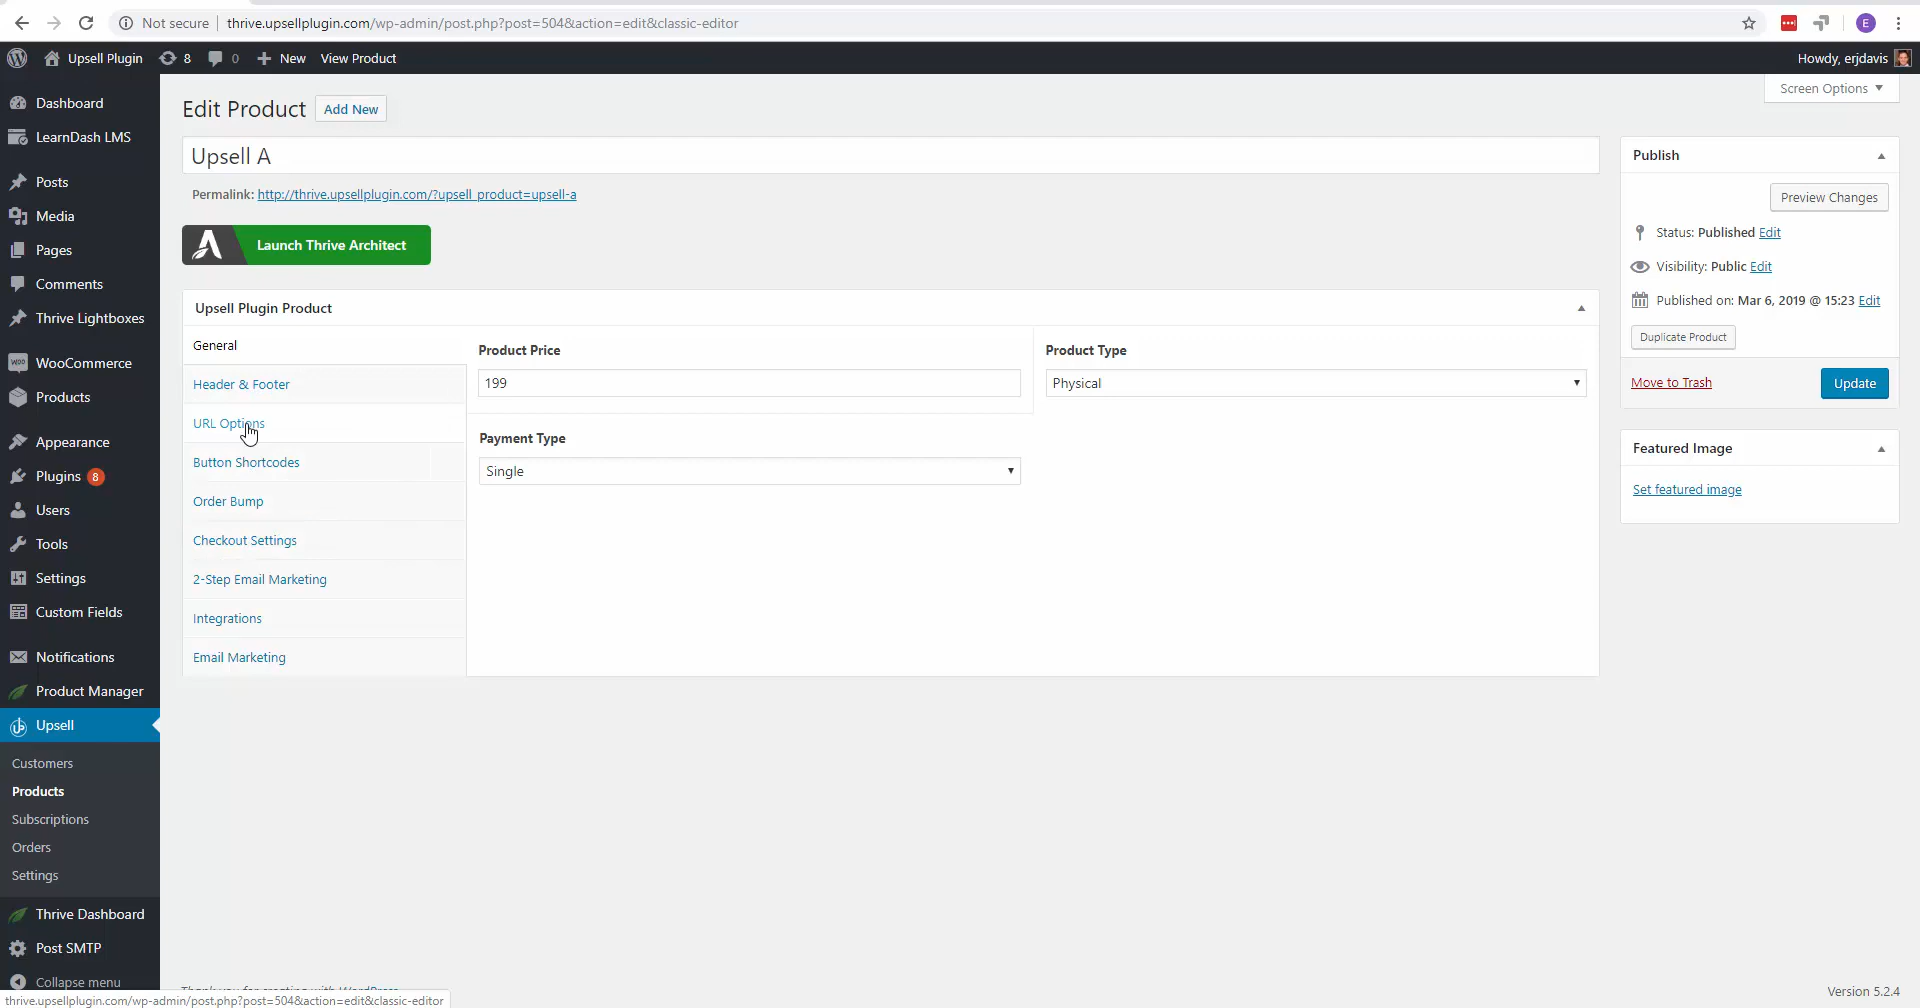 Not secure
thrive.upsellplugin.com/wp-admin/post.php?post=504&action=edit&classic-editor
E
Upsell Plugin
8
0
New
View Product
Howdy, erjdavis
Dashboard
LearnDash LMS
Posts
Media
Pages
Comments
Thrive Lightboxes
WooCommerce
Products
Appearance
Plugins 8
Users
Tools
Settings
Custom Fields
Notifications
Product Manager
Upsell
Customers
Products
Subscriptions
Orders
Settings
Thrive Dashboard
Post SMTP
Collapse menu
Screen Options
Edit Product
Add New
Upsell A
Permalink: http://thrive.upsellplugin.com/?upsell_product=upsell-a
Launch Thrive Architect
Upsell Plugin Product
General
Header & Footer
URL Options
Button Shortcodes
Order Bump
Checkout Settings
2-Step Email Marketing
Integrations
Email Marketing
Product Price
199
Product Type
Physical
Payment Type
Single
Publish
Preview Changes
Status: Published Edit
Visibility: Public Edit
Published on: Mar 6, 2019 @ 15:23 Edit
Duplicate Product
Move to Trash
Update
Featured Image
Set featured image
Thank you for creating with WordPress
Version 5.2.4
thrive.upsellplugin.com/wp-admin/post.php?post=504&action=edit&classic-editor